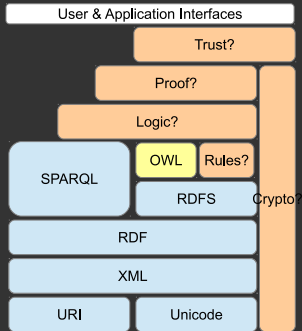 User & Application Interfaces
Trust?
Proof?
Logic?
SPARQL
OWL
Rules?
RDFS
Crypto?
RDF
XML
URI
Unicode